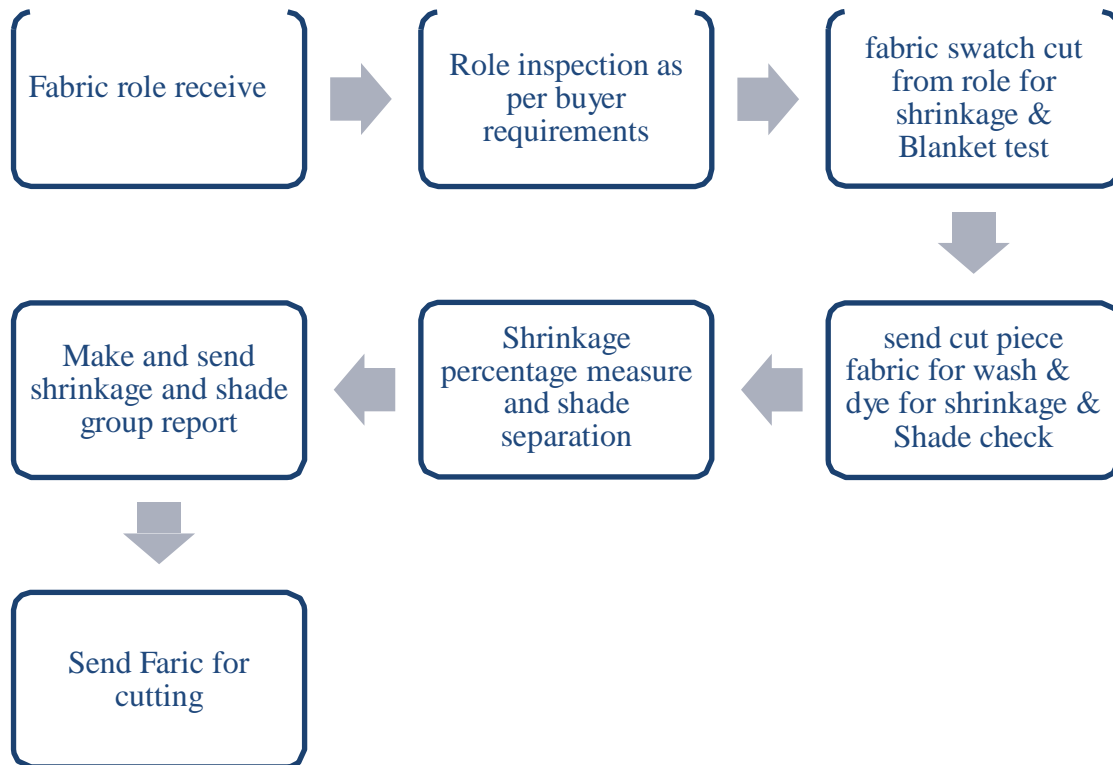 Fabric role receive
Role inspection as
per buyer
requirements
fabric swatch cut
from role for
shrinkage &
Blanket test
send cut piece
fabric for wash &
dye for shrinkage &
Shade check
Shrinkage
percentage measure
and shade
separation
Make and send
shrinkage and shade
group report
Send Faric for
cutting